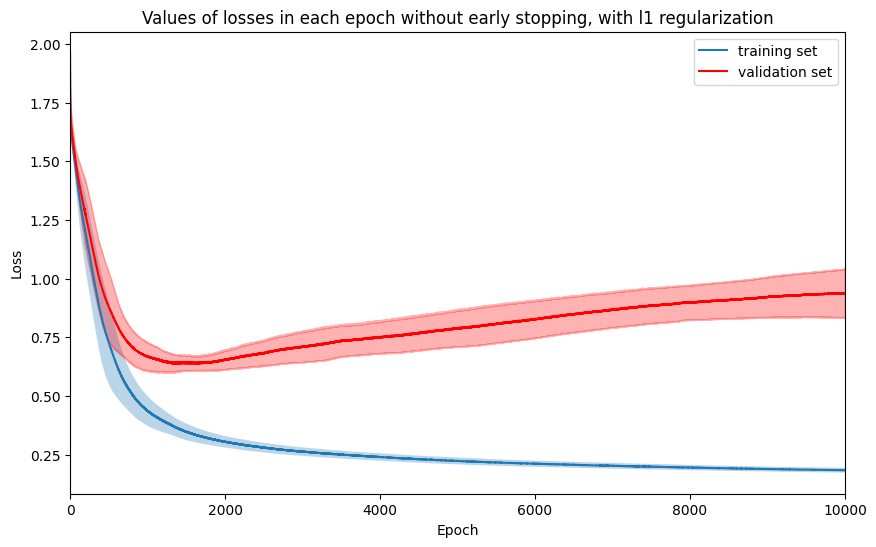 Values of losses in each epoch without early stopping, with l1 regularization
training set
validation set
2.00
1.75
1.50
1.25
1.00
0.75
0.50
0.25
Loss
0
2000
4000
6000
8000
10000
Epoch